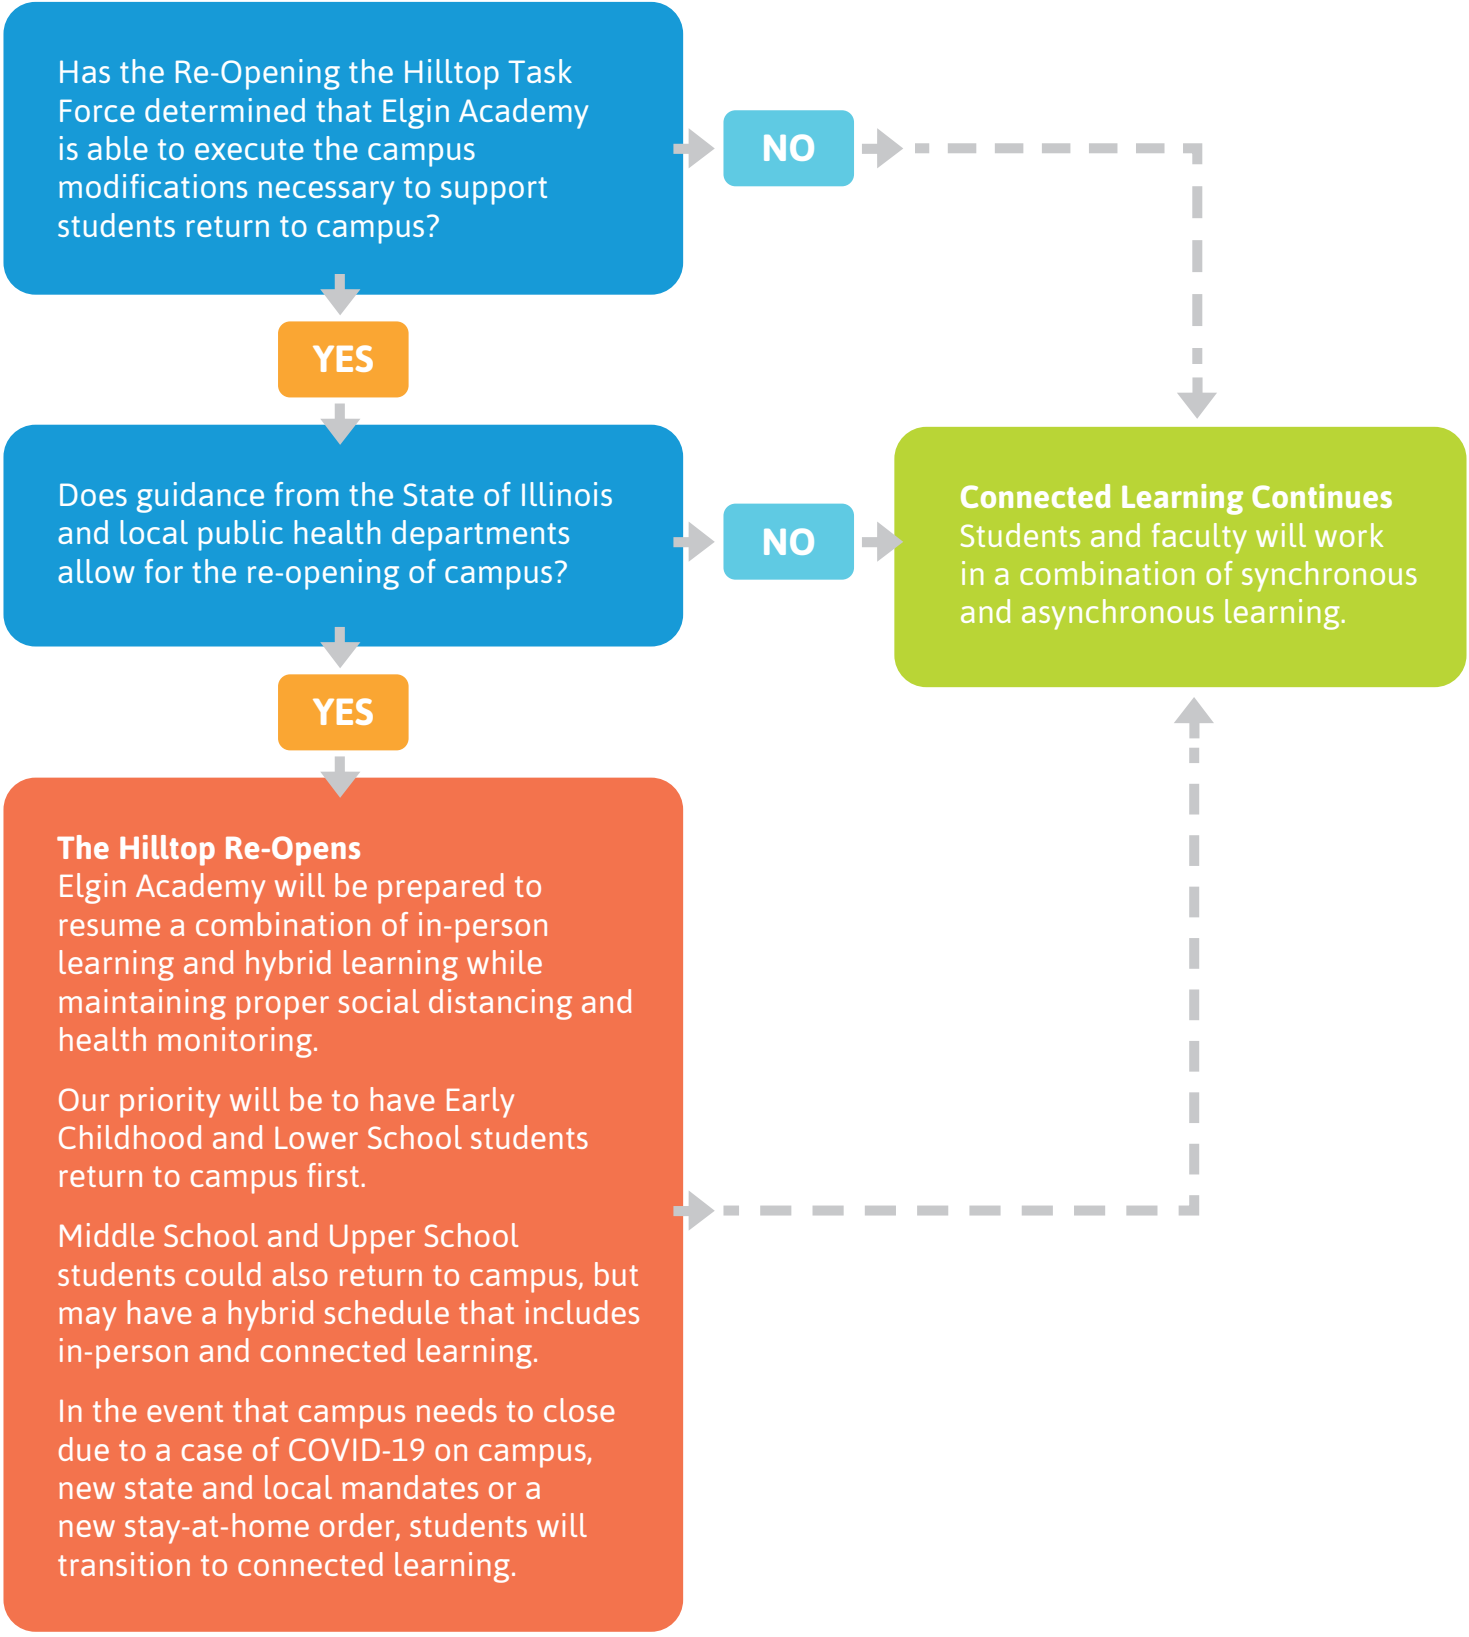 Has the Re-Opening the Hilltop Task
Force determined that Elgin Academy
is able to execute the campus
modifications necessary to support
students return to campus?
NO
YES
Does guidance from the State of Illinois
and local public health departments
allow for the re-opening of campus?
NO
Connected Learning Continues
Students and faculty will work
in a combination of synchronous
and asynchronous learning.
YES
The Hilltop Re-Opens
Elgin Academy will be prepared to
resume a combination of in-person
learning and hybrid learning while
maintaining proper social distancing and
health monitoring.
Our priority will be to have Early
Childhood and Lower School students
return to campus first.
Middle School and Upper School
students could also return to campus, but
may have a hybrid schedule that includes
in-person and connected learning.
In the event that campus needs to close
due to a case of COVID-19 on campus,
new state and local mandates or a
new stay-at-home order, students will
transition to connected learning.